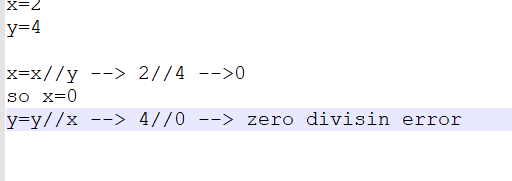 x=2
y=4
x=x//y --> 2//4 -->0
so x=0
y=y//x --> 4//0 --> zero divisin error